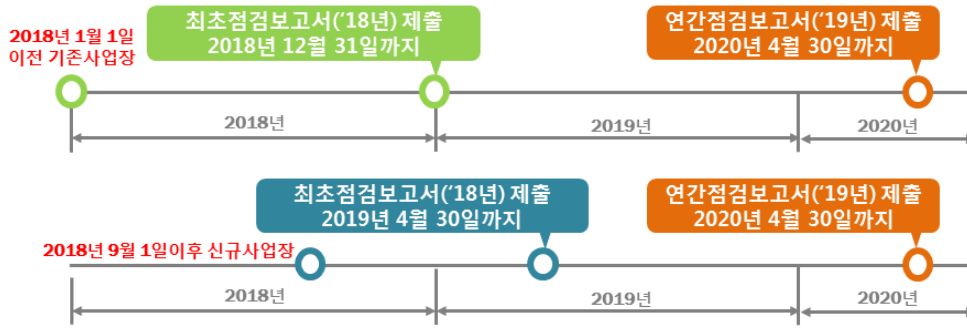 2018년 1월 1일
이전 기존사업장
최초점검보고서(‘18년) 제출
2018년 12월 31일까지
연간점검보고서(‘19년) 제출
2020년 4월 30일까지
2018년
2019년
2020년
최초점검보고서(‘18년) 제출
2019년 4월 30일까지
연간점검보고서(‘19년) 제출
2020년 4월 30일까지
2018년 9월 1일이후 신규사업장
2018년
2019년
2020년